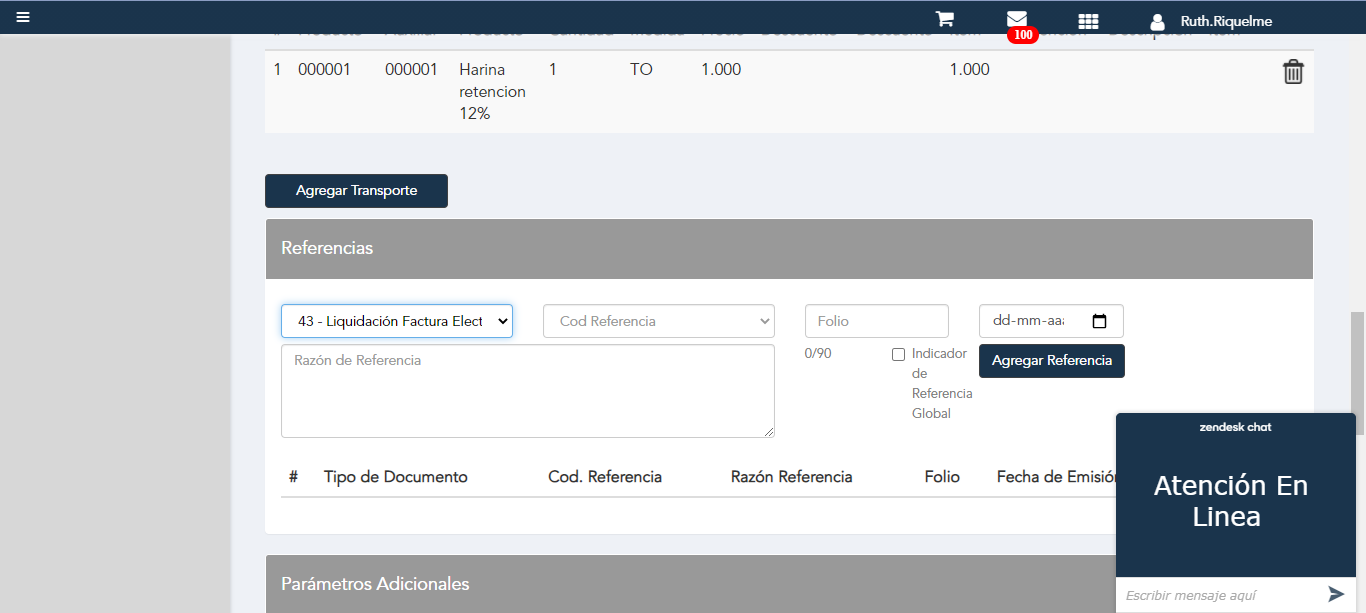 Ruth.Riquelme
100
1 000001 000001 Harina 1 TO 1.000 1.000
retencion
12%
Agregar Transporte
Referencias
43 - Liquidación Factura Elect Cod Referencia Folio dd-mm-aa
Razón de Referencia 0/90 Indicador Agregar Referencia
de
Referencia
Global
zendesk chat
# Tipo de Documento Cod. Referencia Razón Referencia Folio Fecha de Emisión
Atención En
Linea
Parámetros Adicionales
Escribir mensaje aquí